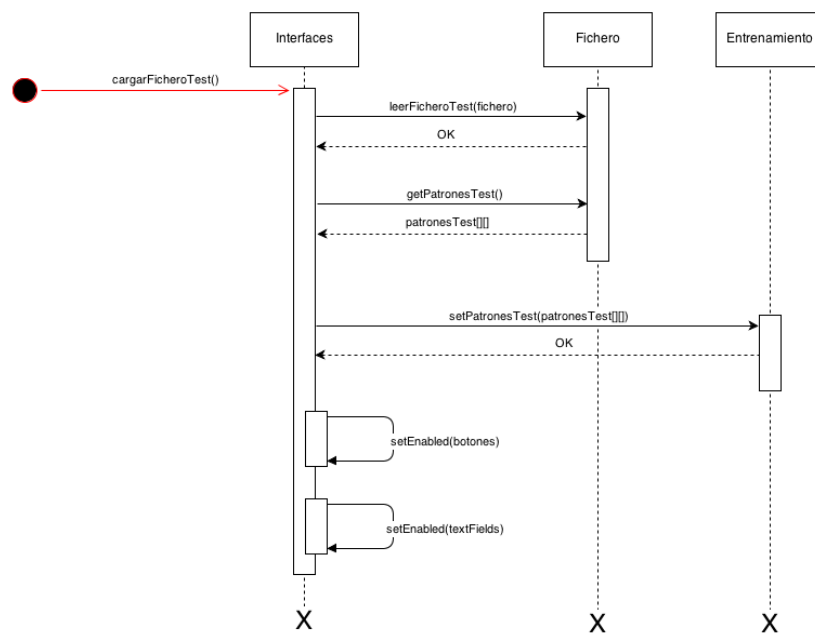 Interfaces
Fichero
Entrenamiento
cargarFicheroTest()
leerFicheroTest(fichero)
OK
getPatronesTest()
patronesTest[][]
setPatronesTest(patronesTest[][])
OK
setEnabled(botones)
setEnabled(textFields)
X
X
X